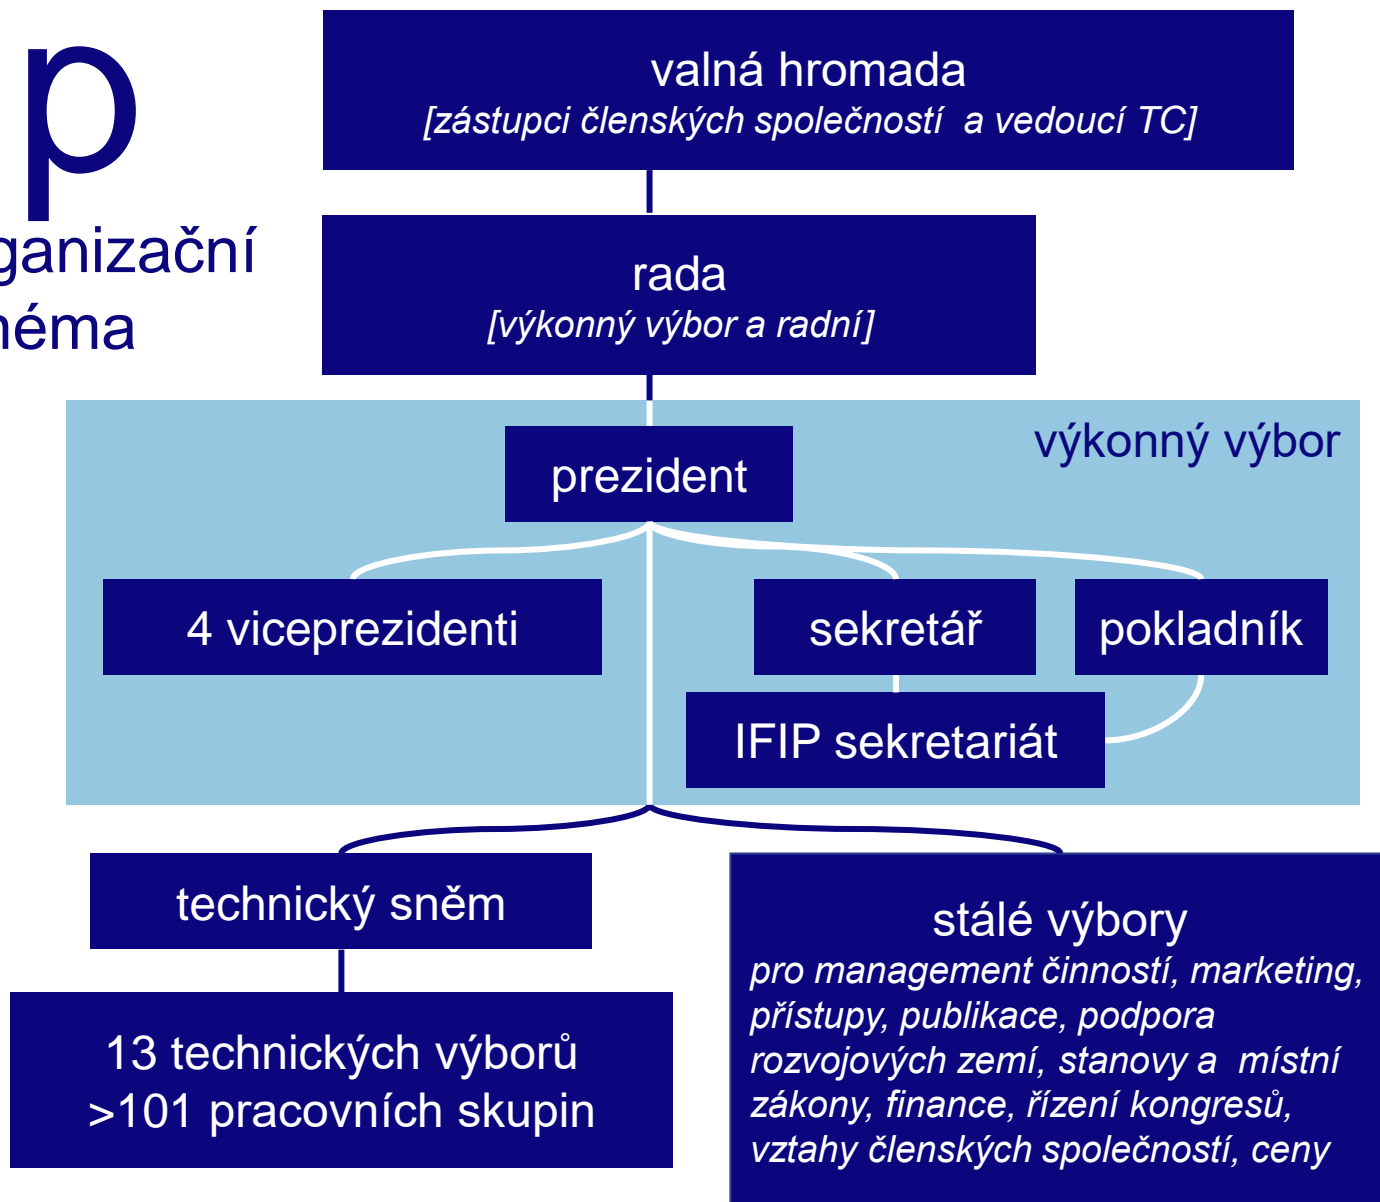 p
ganizační
éma
valná hromada
[zástupci členských společností  a vedoucí TC]
rada
[výkonný výbor a radní]
výkonný výbor
prezident
4 viceprezidenti
sekretář
pokladník
IFIP sekretariát
technický sněm
13 technických výborů
>101 pracovních skupin
stálé výbory
pro management činností, marketing,
přístupy, publikace, podpora
rozvojových zemí, stanovy a  místní
zákony, finance, řízení kongresů,
vztahy členských společností, ceny